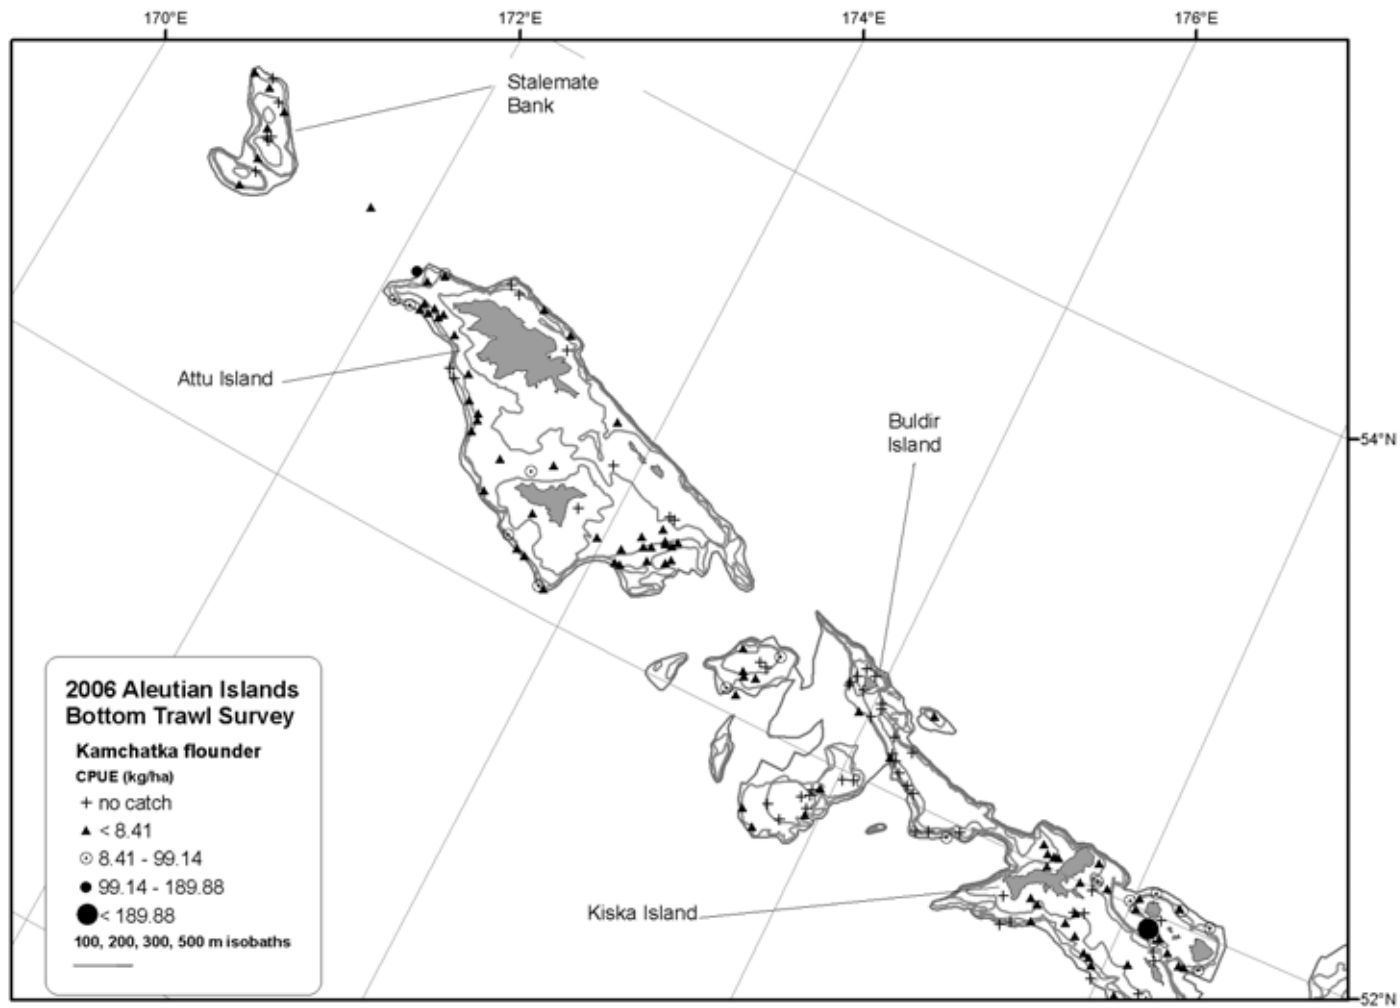 170°E 172°E 174°E 176°E
Stalemate
Bank
Attu Island
Buldir
Island
54°N
Kiska Island
52°N
2006 Aleutian Islands
Bottom Trawl Survey
Kamchatka flounder
CPUE (kg/ha)
no catch
< 8.41
8.41 - 99.14
99.14 - 189.88
< 189.88
100, 200, 300, 500 m isobaths